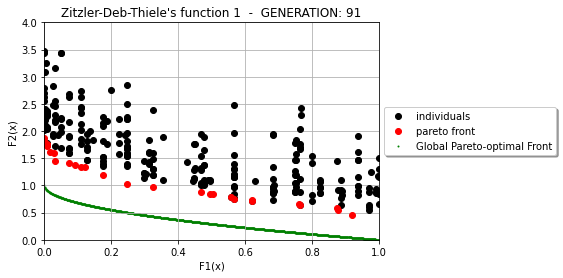 Zitzler-Deb-Thiele's function 1 - GENERATION: 91
4.0
3.5
3.0
2.5
2.0
1.5
1.0
0.5
0.0
F2(x)
0.0 0.2 0.4 0.6 0.8 1.0
F1(x)
individuals
pareto front
Global Pareto-optimal Front